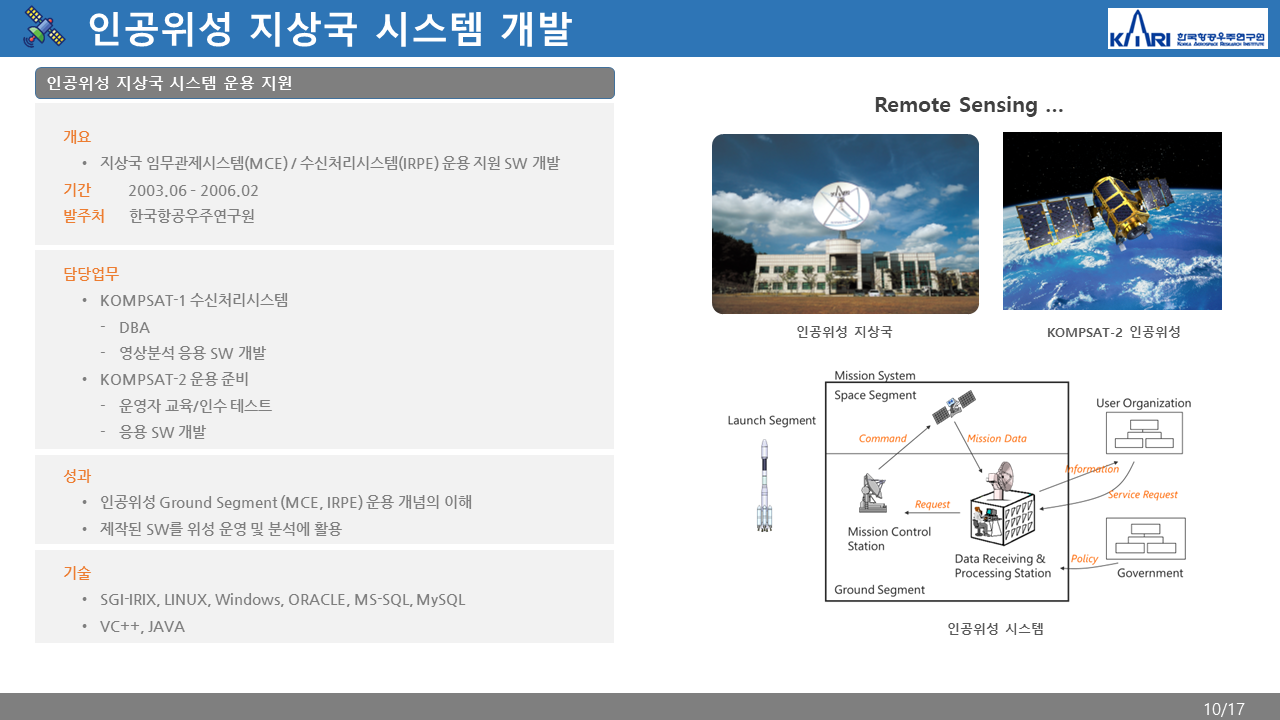 인공위성 지상국 시스템 개발
KARI 한국항공우주연구원
KOREA AEROSPACE RESEARCH INSTITUTE
인공위성 지상국 시스템 운용 지원
개요
• 지상국 임무관제시스템(MCE) / 수신처리시스템(IRPE) 운용 지원 SW 개발
기간 2003.06 – 2006.02
발주처 한국항공우주연구원
담당업무
• KOMPSAT-1 수신처리시스템
- DBA
- 영상분석 응용 SW 개발
• KOMPSAT-2 운용 준비
- 운영자 교육/인수 테스트
- 응용 SW 개발
성과
• 인공위성 Ground Segment (MCE, IRPE) 운용 개념의 이해
• 제작된 SW를 위성 운영 및 분석에 활용
기술
• SGI-IRIX, LINUX, Windows, ORACLE, MS-SQL, MySQL
• VC++, JAVA
Remote Sensing ...
인공위성 지상국
KOMPSAT-2 인공위성
Mission System
Space Segment
Launch Segment
User Organization
Command
Mission Data
Information
Service Request
Request
Mission Control
Station
Data Receiving &
Processing Station
Policy
Government
Ground Segment
인공위성 시스템
10/17